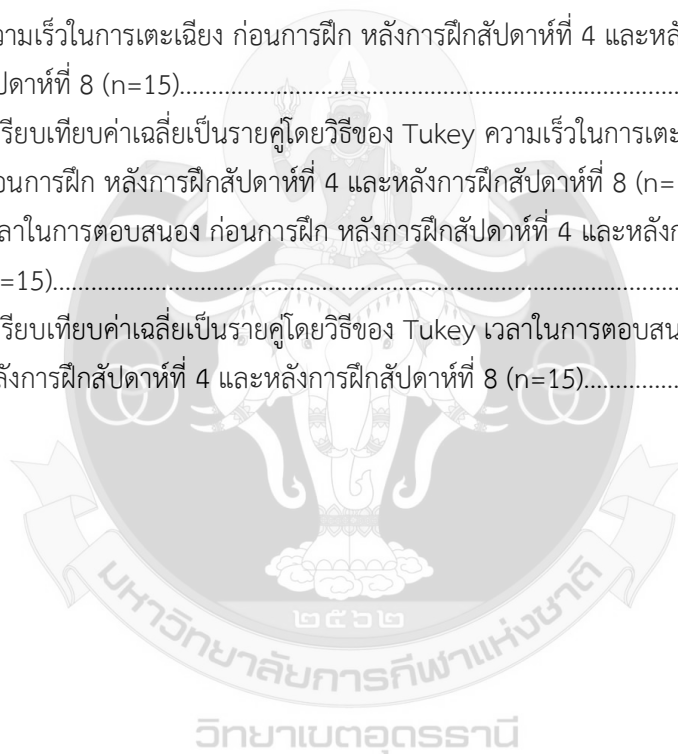 วามเร็วในการเตะเฉียง ก่อนการฝึก หลังการฝึกสัปดาห์ที่ 4 และหลั
ปดาห์ที่ 8 (n=15)
รียบเทียบค่าเฉลี่ยเป็นรายคู่โดยวิธีของ Tukey ความเร็วในการเตะ
อนการฝึก หลังการฝึกสัปดาห์ที่ 4 และหลังการฝึกสัปดาห์ที่ 8 (n=
ลาในการตอบสนอง ก่อนการฝึก หลังการฝึกสัปดาห์ที่ 4 และหลังก
=15)
รียบเทียบค่าเฉลี่ยเป็นรายคู่โดยวิธีของ Tukey เวลาในการตอบสน
ลังการฝึกสัปดาห์ที่ 4 และหลังการฝึกสัปดาห์ที่ 8 (n=15)
๒๕๖๒
มหาวิทยาลัยการกีฬาแห่งชาติ
วิทยาเขตอุดรธานี